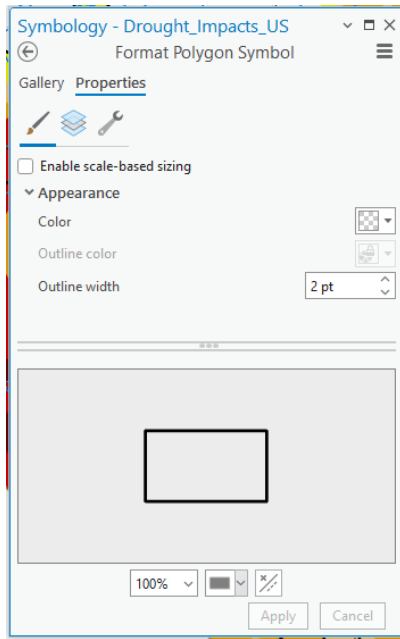 Symbology - Drought_Impacts_US
Format Polygon Symbol
Gallery Properties
Enable scale-based sizing
Appearance
Color
Outline color
Outline width 2 pt
100%
Apply Cancel